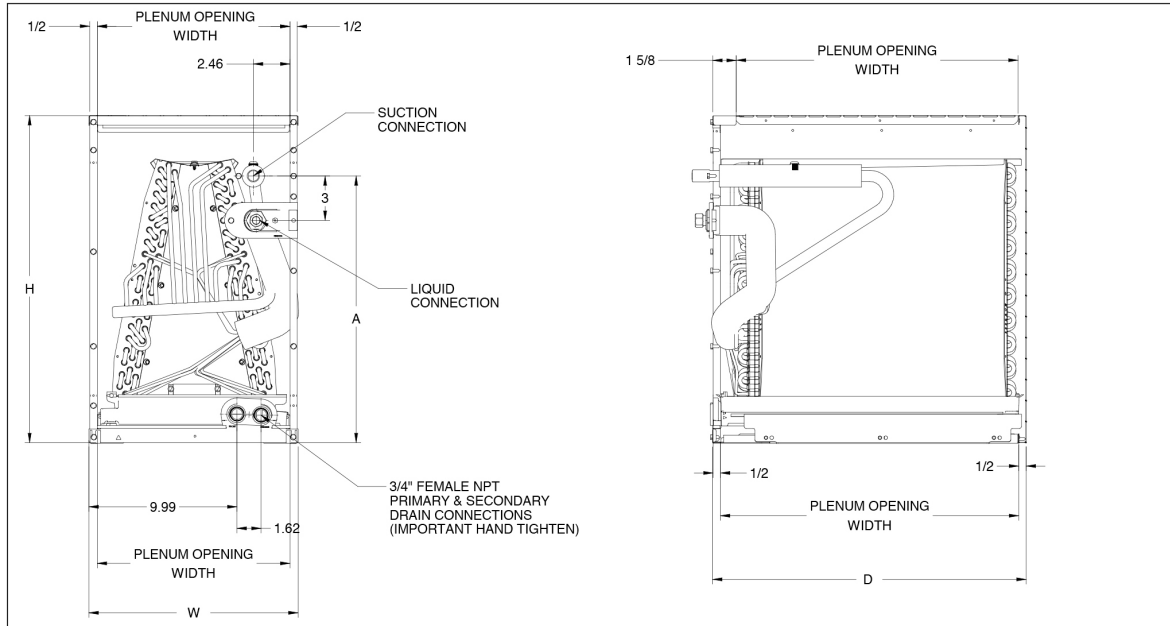 PLENUM OPENING
WIDTH
1/2
1/2
2.46
SUCTION
CONNECTION
3
H
LIQUID
CONNECTION
A
3/4" FEMALE NPT
PRIMARY & SECONDARY
DRAIN CONNECTIONS
(IMPORTANT HAND TIGHTEN)
9.99
1.62
PLENUM OPENING
WIDTH
W
1 5/8
PLENUM OPENING
WIDTH
1/2
1/2
PLENUM OPENING
WIDTH
D